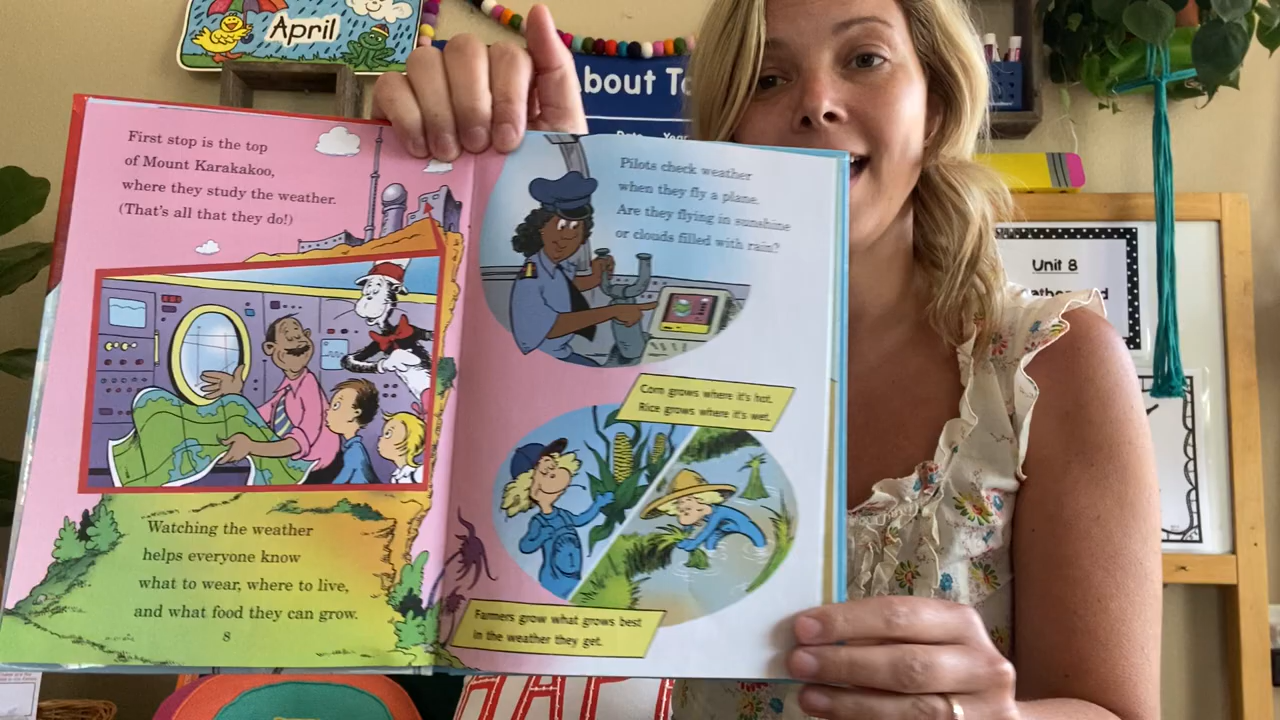 April
About To
Date Year
First stop is the top
of Mount Karakakoo,
where they study the weather.
(That's all that they do!)
Watching the weather
helps everyone know
what to wear, where to live,
and what food they can grow.
8
Pilots check weather
when they fly a plane.
Are they flying in sunshine
or clouds filled with rain?
Corn grows where it's hot.
Rice grows where it's wet.
Farmers grow what grows best
in the weather they get.
Unit 8
HAP